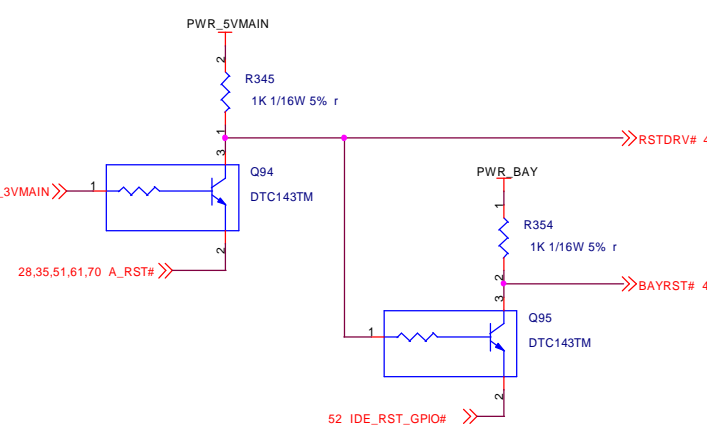 PWR_5VMAIN
2
R345
1K 1/16W 5% r
1
RSTDRV# 4
3
Q94
DTC143TM
PWR_BAY
_3VMAIN
1
2
1
R354
1K 1/16W 5% r
28,35,51,61,70 A_RST#
2
BAYRST# 4
3
Q95
DTC143TM
1
2
52 IDE_RST_GPIO#